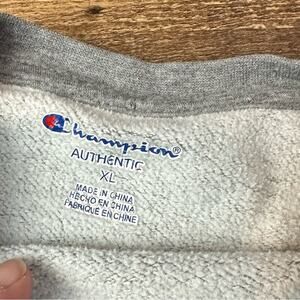 Champion®
AUTHENTIC
XL
MADE IN CHINA
HECHO EN CHINA
FABRIQUÉ EN CHINE